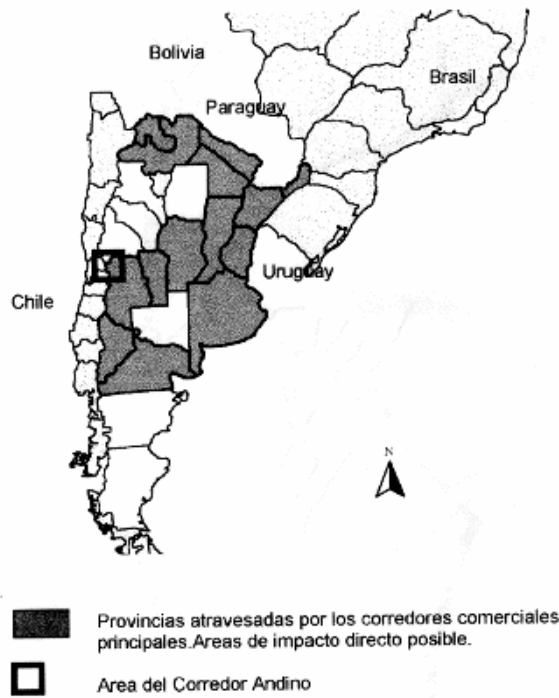 Bolivia
Brasil
Paraguay
Uruguay
Chile
N
Provincias atravesadas por los corredores comerciales
principales.Areas de impacto directo posible.
Area del Corredor Andino